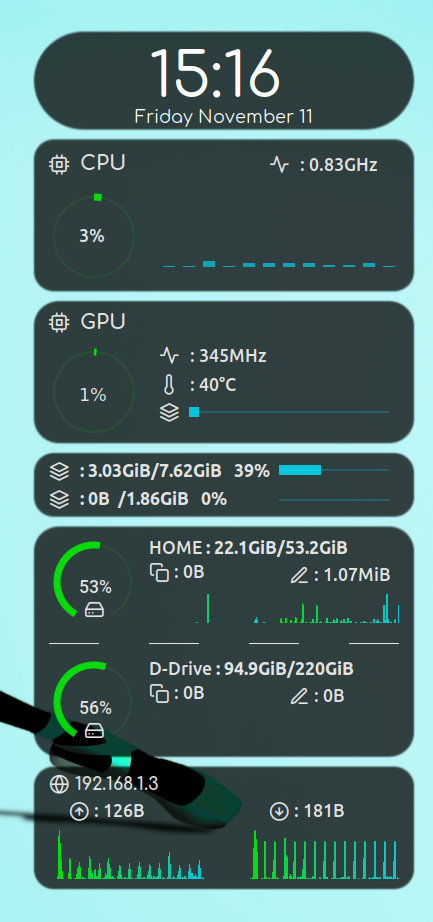 15:16
Friday November 11
CPU : 0.83GHz
3%
GPU
: 345MHz
1% : 40°C
: 3.03GiB/7.62GiB 39%
: 0B /1.86GiB 0%
HOME : 22.1GiB/53.2GiB
53% : 0B : 1.07MiB
D-Drive : 94.9GiB/220GiB
56% : 0B : 0B
192.168.1.3
: 126B : 181B